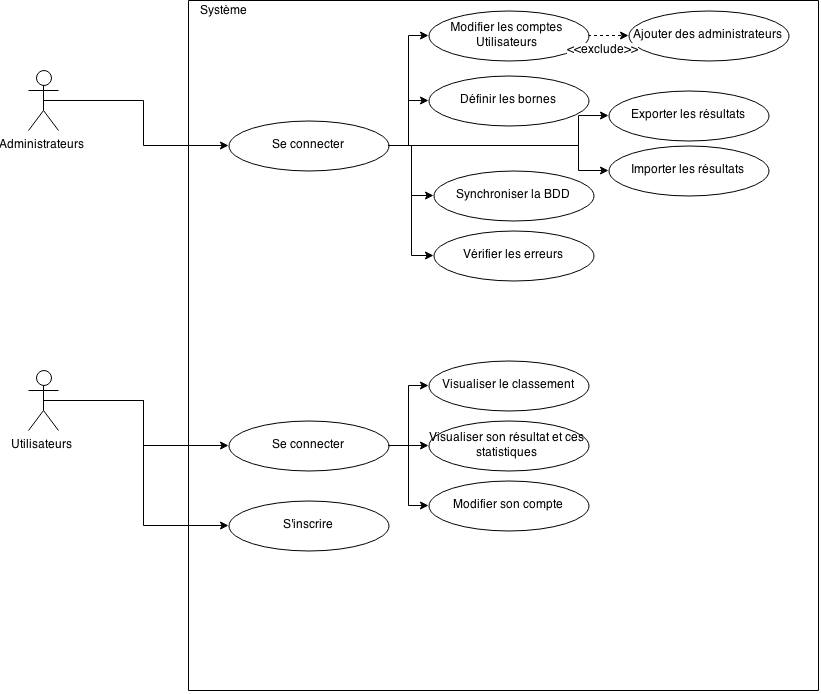 Système
Modifier les comptes
Utilisateurs
<<exclude>>
Ajouter des administrateurs
Définir les bornes
Exporter les résultats
Administrateurs
Se connecter
Importer les résultats
Synchroniser la BDD
Vérifier les erreurs
Visualiser le classement
Utilisateurs
Se connecter
Visualiser son résultat et ces
statistiques
Modifier son compte
S'inscrire